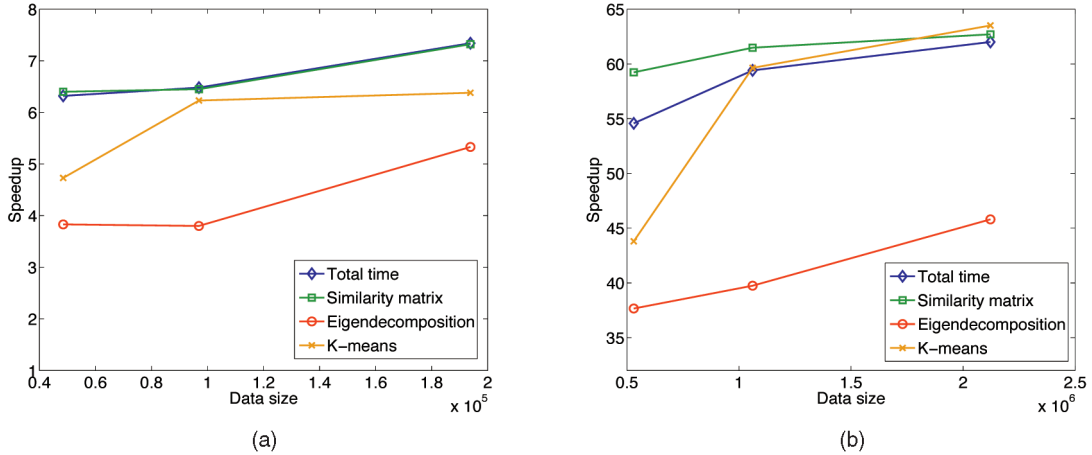 8
7
6
5
4
3
2
1
Speedup
Total time
Similarity matrix
Eigendecomposition
K-means
0.4 0.6 0.8 1 1.2 1.4 1.6 1.8 2
Data size
x 10^5
(a)
65
60
55
50
45
40
35
Speedup
Total time
Similarity matrix
Eigendecomposition
K-means
0.5 1 1.5 2 2.5
Data size
x 10^6
(b)